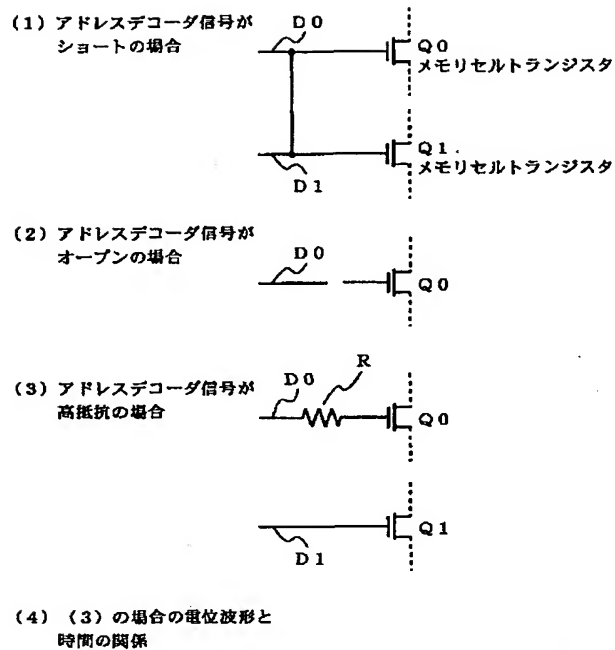 (1) アドレスデコーダ信号が
ショートの場合
D0
Q0
メモリセルトランジスタ
Q1
メモリセルトランジスタ
D1
(2) アドレスデコーダ信号が
オープンの場合
D0
Q0
(3) アドレスデコーダ信号が
高抵抗の場合
D0
R
Q0
Q1
D1
(4) (3)の場合の電位波形と
時間の関係